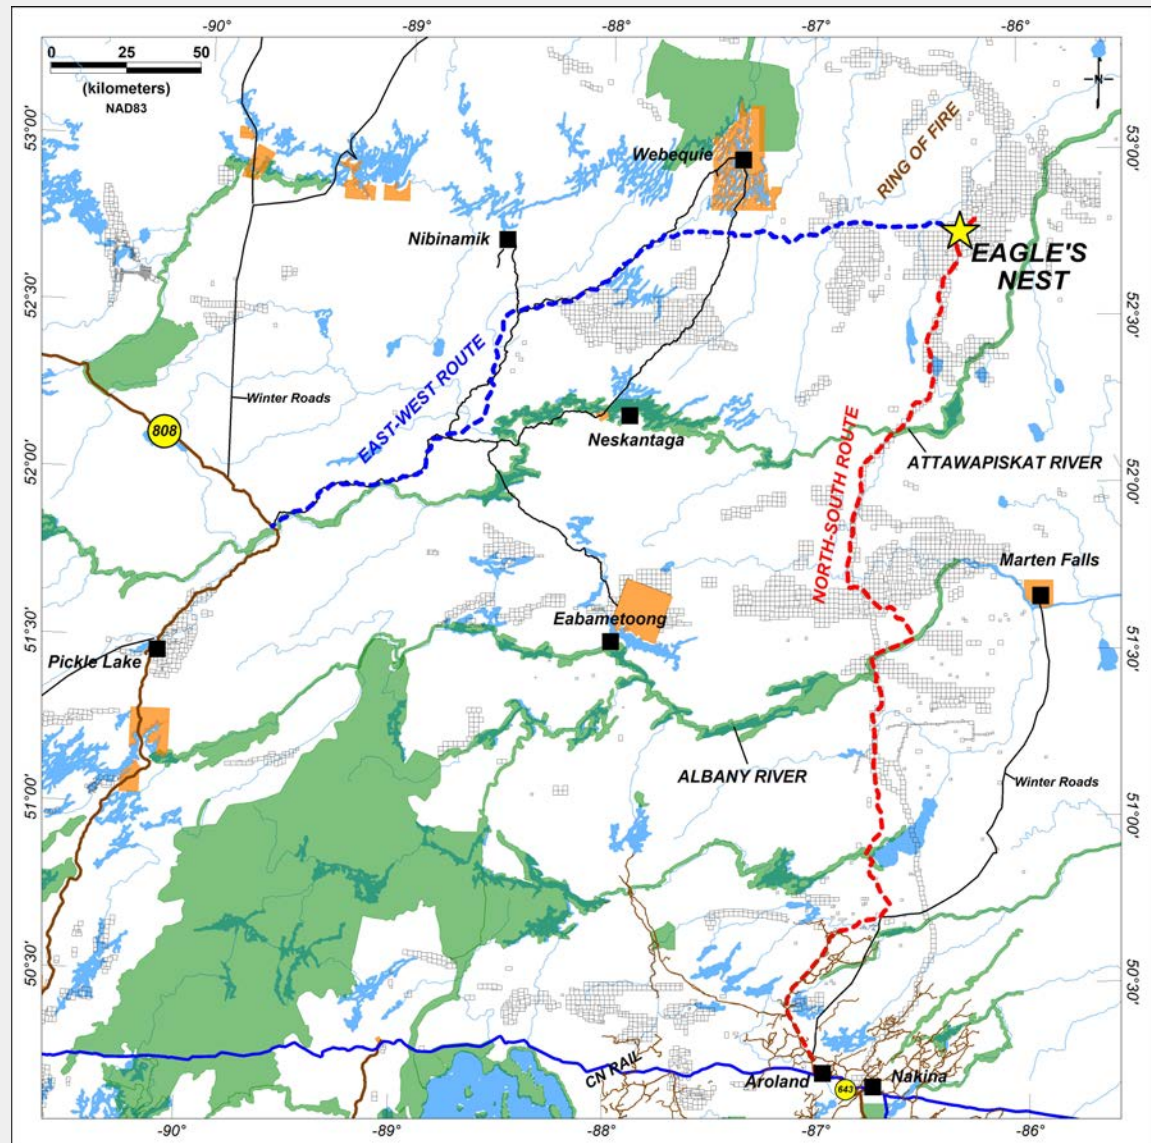 -90°
-89°
-88°
-87°
-86°
0 25 50
(kilometers)
NAD83
N
53°00'
53°00'
RING OF FIRE
Webequie
Nibinamik
EAGLE'S
NEST
52°30'
52°30'
EAST-WEST ROUTE
Winter Roads
808
Neskantaga
NORTH-SOUTH ROUTE
ATTAWAPISKAT RIVER
52°00'
52°00'
Marten Falls
Eabametoong
51°30'
51°30'
Pickle Lake
ALBANY RIVER
Winter Roads
51°00'
51°00'
50°30'
50°30'
CN RAIL
Aroland
643
Nakina
-90°
-89°
-88°
-87°
-86°